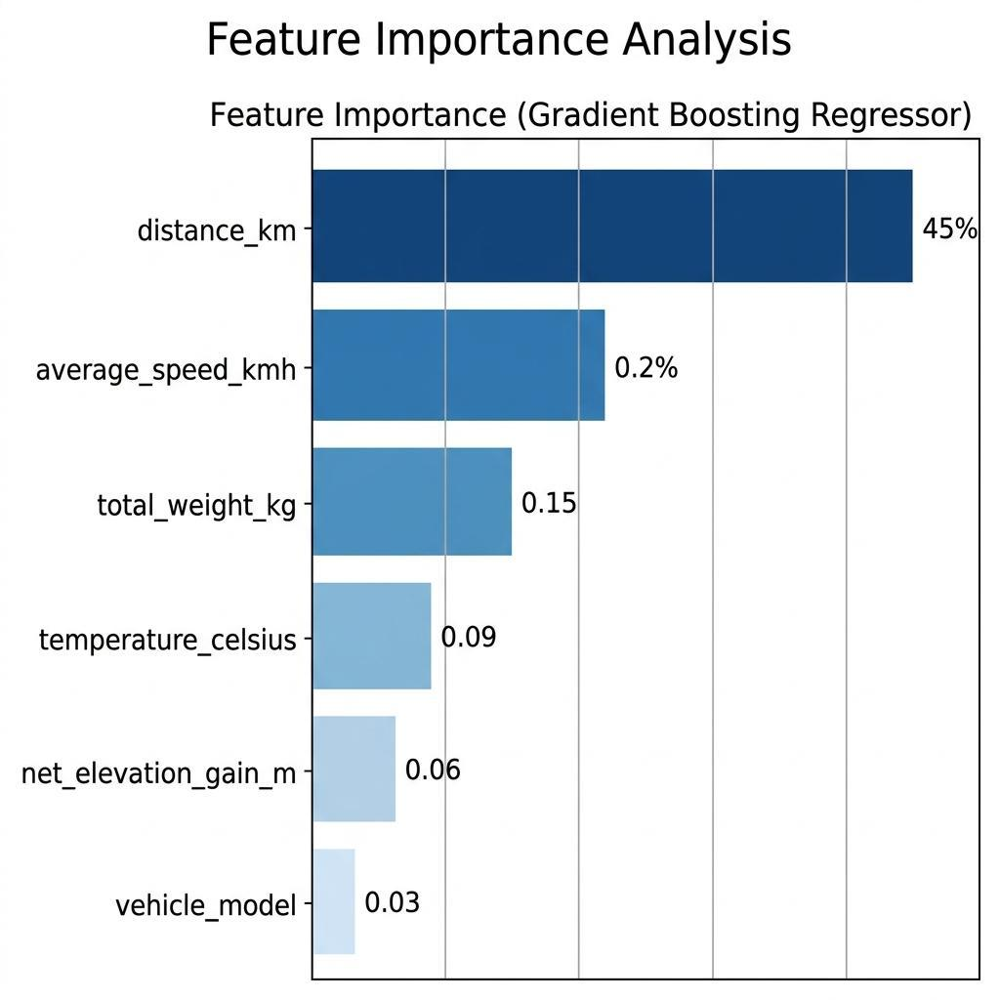 Feature Importance Analysis
Feature Importance (Gradient Boosting Regressor)
distance_km 45%
average_speed_kmh 0.2%
total_weight_kg 0.15
temperature_celsius 0.09
net_elevation_gain_m 0.06
vehicle_model 0.03